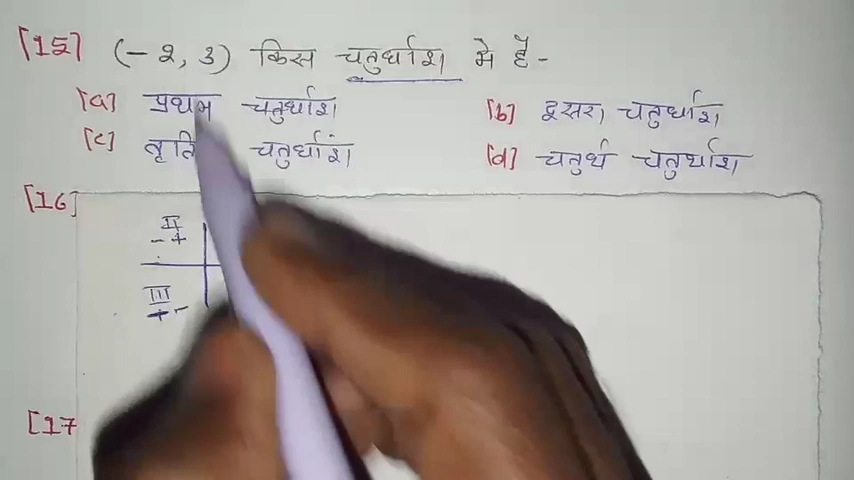 [15] (-2, 3) किस चतुर्थाश मे है -
[a] प्रथम चतुर्थाश [b] दूसरा चतुर्थाश
[c] चतुर्थांश [d] चतुर्थ चतुर्थाश
[16]
II
- +
III
[17